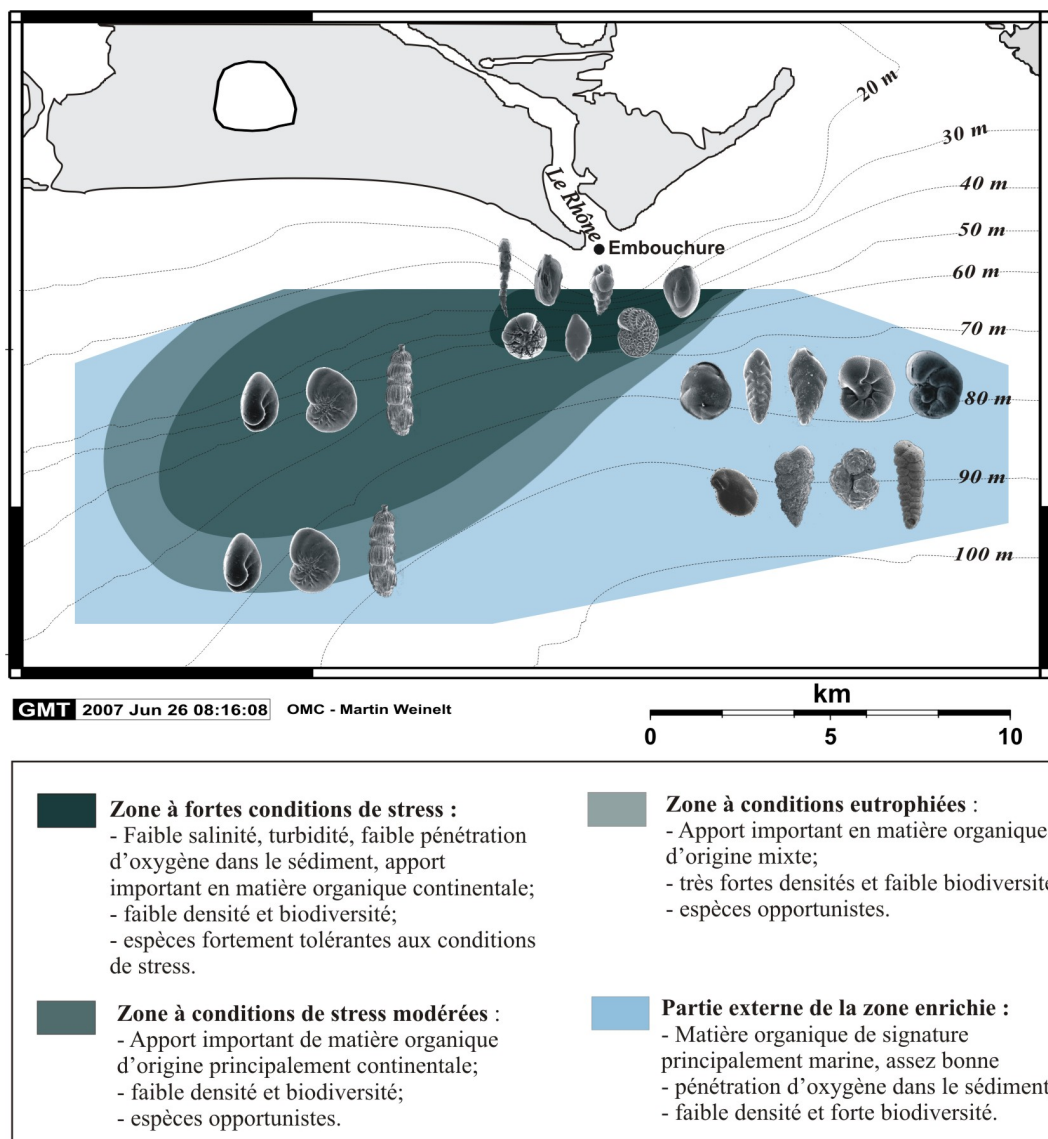 20 m
30 m
40 m
50 m
60 m
70 m
80 m
90 m
100 m
Le Rhône
Embouchure
GMT 2007 Jun 26 08:16:08 OMC - Martin Weinelt
km
0 5 10
Zone à fortes conditions de stress :
- Faible salinité, turbidité, faible pénétration
d’oxygène dans le sédiment, apport
important en matière organique continentale;
- faible densité et biodiversité;
- espèces fortement tolérantes aux conditions
de stress.
Zone à conditions de stress modérées :
- Apport important de matière organique
d’origine principalement continentale;
- faible densité et biodiversité;
- espèces opportunistes.
Zone à conditions eutrophiées :
- Apport important en matière organique
d’origine mixte;
- très fortes densités et faible biodiversité
- espèces opportunistes.
Partie externe de la zone enrichie :
- Matière organique de signature
principalement marine, assez bonne
- pénétration d’oxygène dans le sédiment
- faible densité et forte biodiversité.